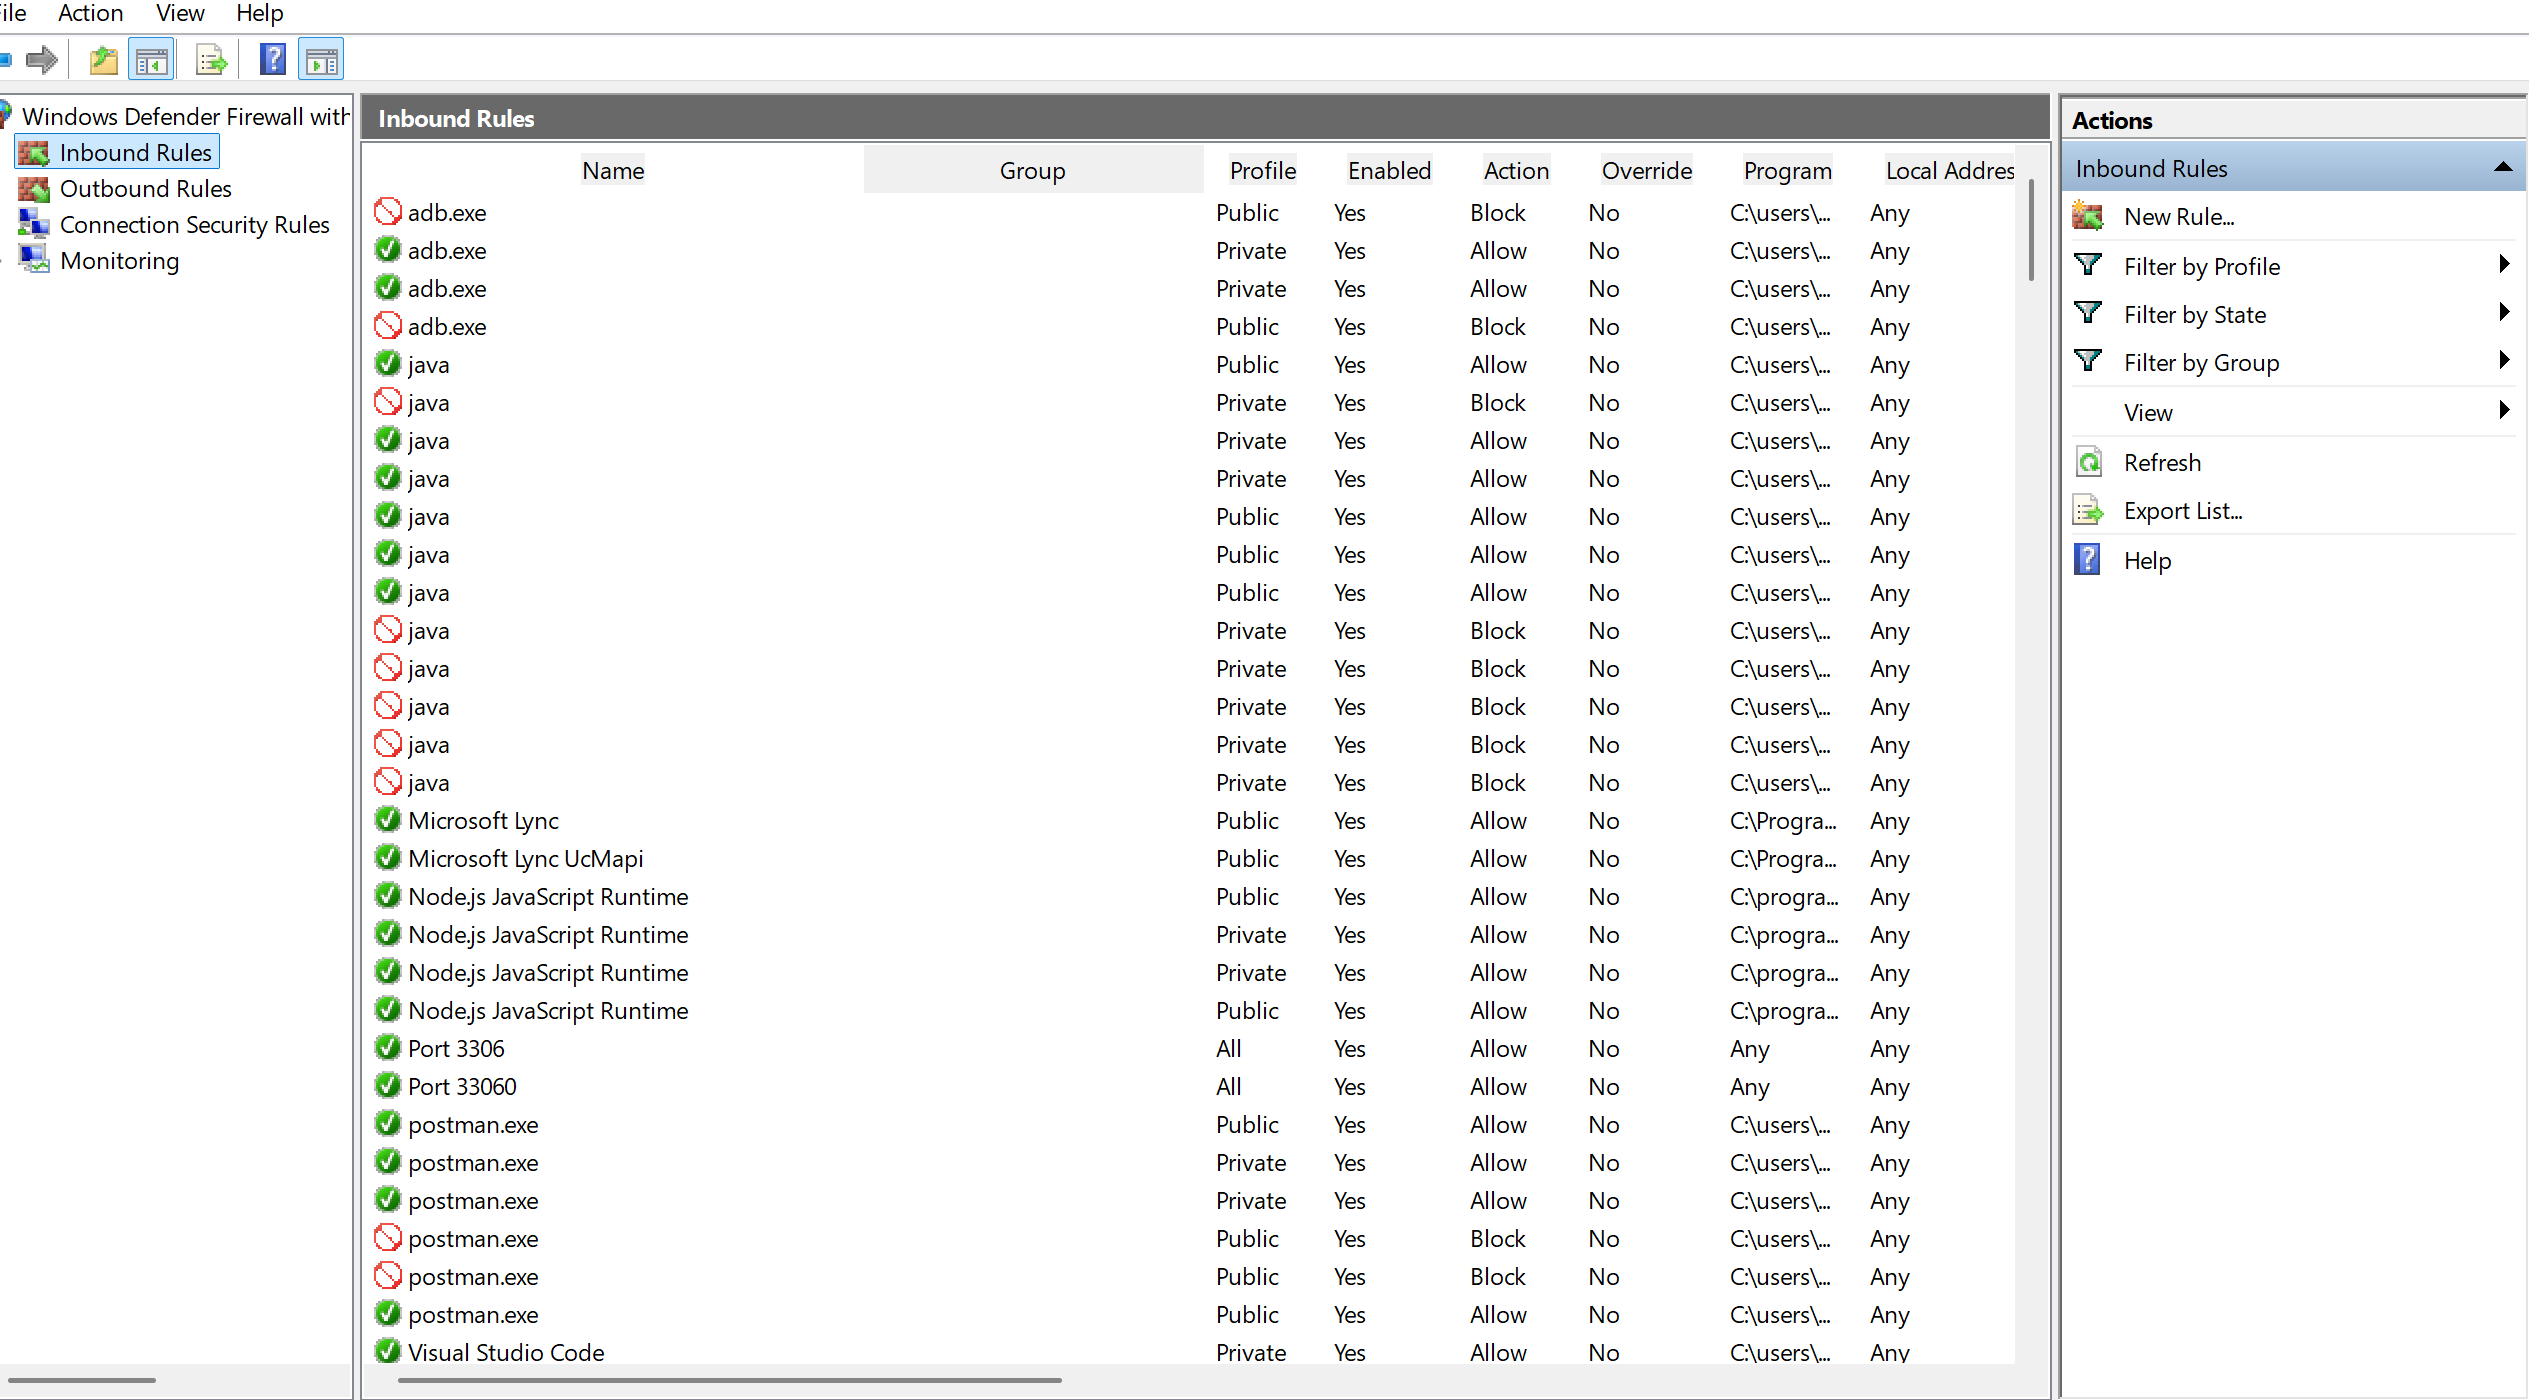 ile Action View Help
Windows Defender Firewall with
Inbound Rules
Outbound Rules
Connection Security Rules
Monitoring
Inbound Rules
Name Group Profile Enabled Action Override Program Local Addres
adb.exe Public Yes Block No C:\users\... Any
adb.exe Private Yes Allow No C:\users\... Any
adb.exe Private Yes Allow No C:\users\... Any
adb.exe Public Yes Block No C:\users\... Any
java Public Yes Allow No C:\users\... Any
java Private Yes Block No C:\users\... Any
java Private Yes Allow No C:\users\... Any
java Private Yes Allow No C:\users\... Any
java Public Yes Allow No C:\users\... Any
java Public Yes Allow No C:\users\... Any
java Public Yes Allow No C:\users\... Any
java Private Yes Block No C:\users\... Any
java Private Yes Block No C:\users\... Any
java Private Yes Block No C:\users\... Any
java Private Yes Block No C:\users\... Any
java Private Yes Block No C:\users\... Any
Microsoft Lync Public Yes Allow No C:\Progra... Any
Microsoft Lync UcMapi Public Yes Allow No C:\Progra... Any
Node.js JavaScript Runtime Public Yes Allow No C:\progra... Any
Node.js JavaScript Runtime Private Yes Allow No C:\progra... Any
Node.js JavaScript Runtime Private Yes Allow No C:\progra... Any
Node.js JavaScript Runtime Public Yes Allow No C:\progra... Any
Port 3306 All Yes Allow No Any Any
Port 33060 All Yes Allow No Any Any
postman.exe Public Yes Allow No C:\users\... Any
postman.exe Private Yes Allow No C:\users\... Any
postman.exe Private Yes Allow No C:\users\... Any
postman.exe Public Yes Block No C:\users\... Any
postman.exe Public Yes Block No C:\users\... Any
postman.exe Public Yes Allow No C:\users\... Any
Visual Studio Code Private Yes Allow No C:\users\... Any
Actions
Inbound Rules
New Rule...
Filter by Profile
Filter by State
Filter by Group
View
Refresh
Export List...
Help